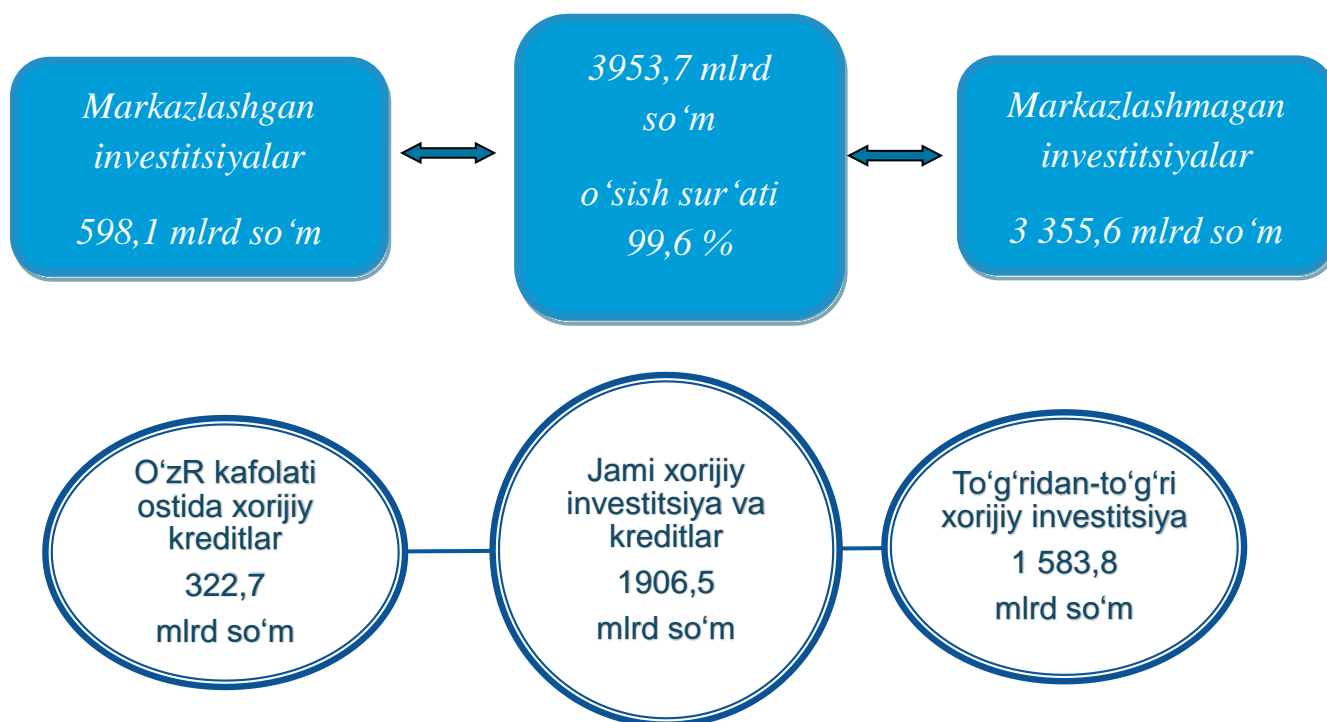 Markazlashgan
investitsiyalar
598,1 mlrd so‘m
3953,7 mlrd
so‘m
o‘sish sur‘ati
99,6 %
Markazlashmagan
investitsiyalar
3 355,6 mlrd so‘m
O‘zR kafolati
ostida xorijiy
kreditlar
322,7
mlrd so‘m
Jami xorijiy
investitsiya va
kreditlar
1906,5
mlrd so‘m
To‘g‘ridan-to‘g‘ri
xorijiy investitsiya
1 583,8
mlrd so‘m